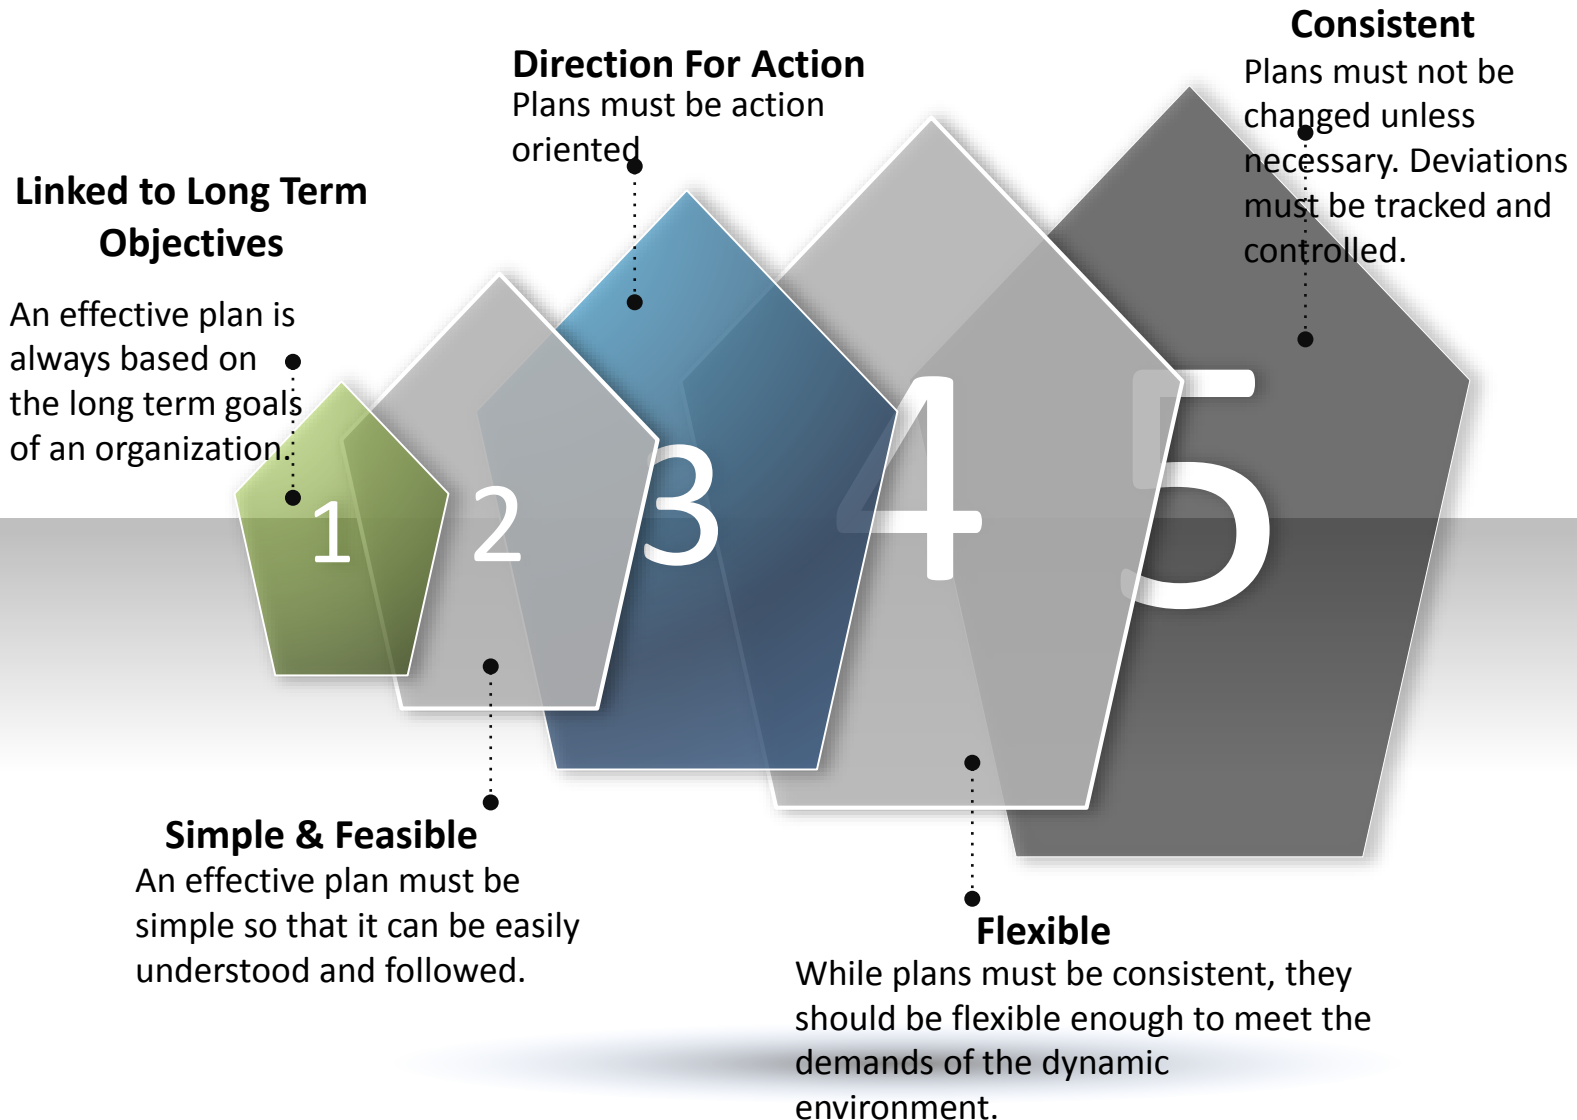 Linked to Long Term
Objectives
An effective plan is
always based on
the long term goals
of an organization.
1
Simple & Feasible
An effective plan must be
simple so that it can be easily
understood and followed.
2
Direction For Action
Plans must be action
oriented
3
Flexible
While plans must be consistent, they
should be flexible enough to meet the
demands of the dynamic
environment.
4
Consistent
Plans must not be
changed unless
necessary. Deviations
must be tracked and
controlled.
5